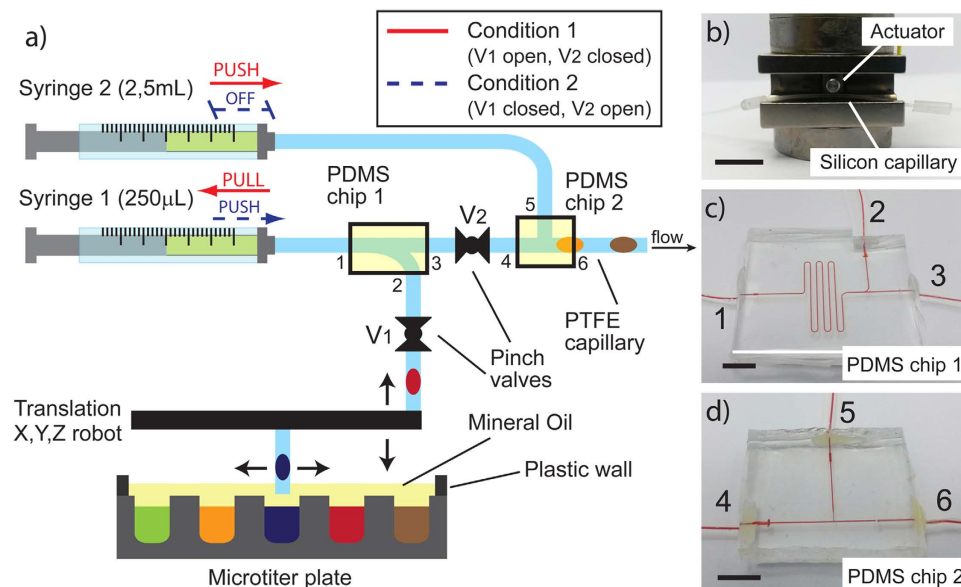 a)
Condition 1
(V1 open, V2 closed)
Condition 2
(V1 closed, V2 open)
Syringe 2 (2,5mL)
PUSH
OFF
Syringe 1 (250µL)
PULL
PUSH
PDMS
chip 1
V2
PDMS
chip 2
5
1
3
2
4
6
flow
V1
PTFE
capillary
Pinch
valves
Translation
X,Y,Z robot
Mineral Oil
Plastic wall
Microtiter plate
b)
Actuator
Silicon capillary
c)
2
3
1
PDMS chip 1
d)
5
4
6
PDMS chip 2